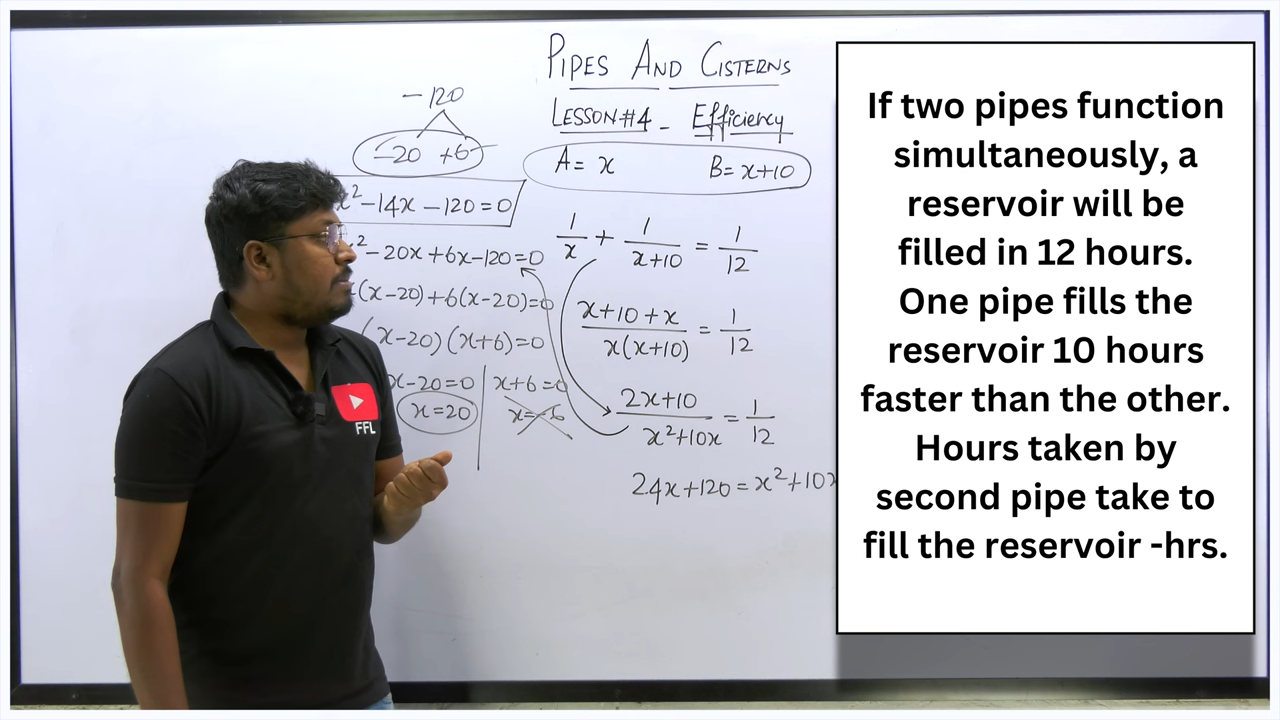 PIPES AND CISTERNS
LESSON#4 - Efficiency
A = x B = x+10
1/x + 1/(x+10) = 1/12
(x+10+x)/(x(x+10)) = 1/12
(2x+10)/(x²+10x) = 1/12
24x+120 = x²+10x
-120
-20 +6
x²-14x-120=0
x²-20x+6x-120=0
(x-20)+6(x-20)=0
(x-20)(x+6)=0
x-20=0 x+6=0
x=20 x=-6
FFL
If two pipes function
simultaneously, a
reservoir will be
filled in 12 hours.
One pipe fills the
reservoir 10 hours
faster than the other.
Hours taken by
second pipe take to
fill the reservoir -hrs.